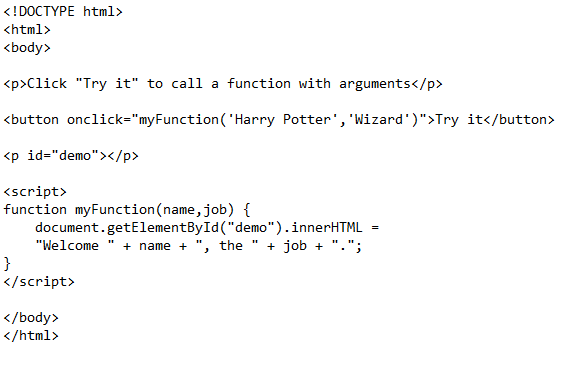 <!DOCTYPE html>
<html>
<body>

<p>Click "Try it" to call a function with arguments</p>

<button onclick="myFunction('Harry Potter','Wizard')">Try it</button>

<p id="demo"></p>

<script>
function myFunction(name,job) {
    document.getElementById("demo").innerHTML =
    "Welcome " + name + ", the " + job + ".";
}
</script>

</body>
</html>